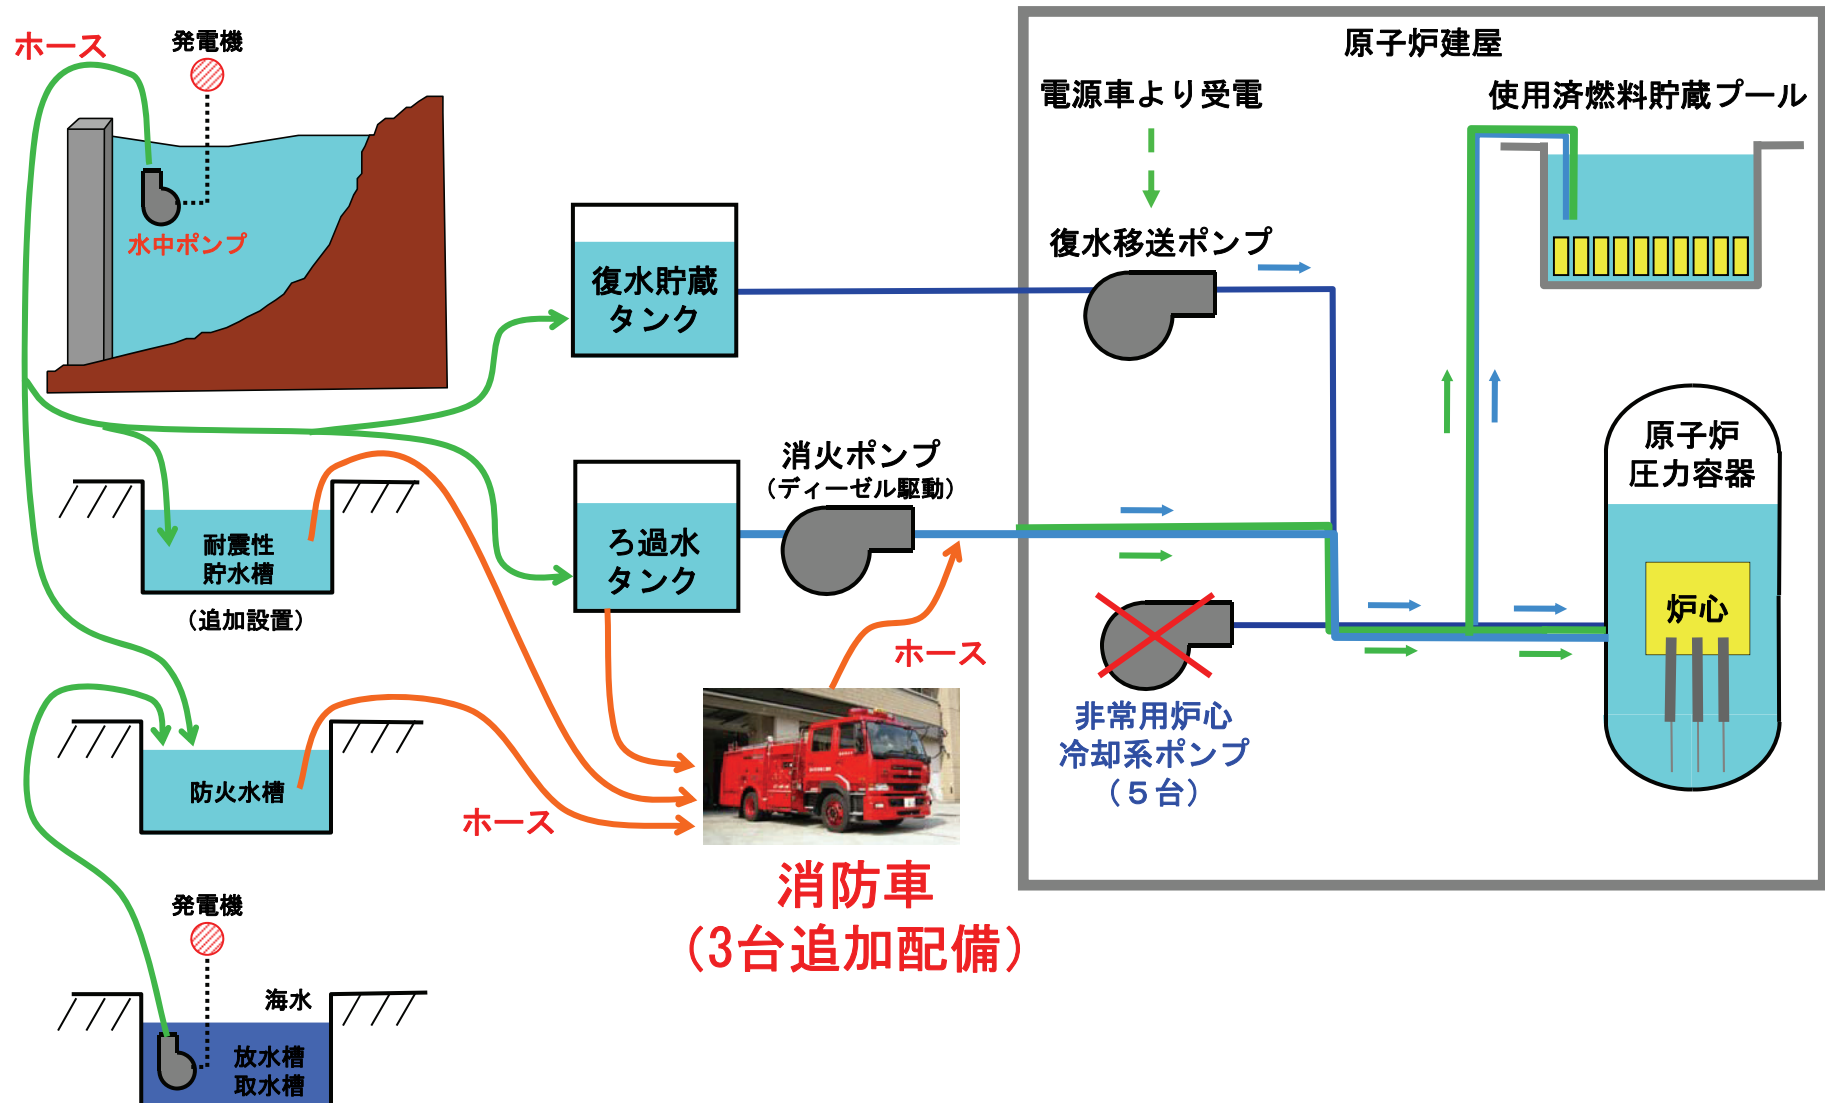 ホース
発電機
水中ポンプ
復水貯蔵
タンク
原子炉建屋
電源車より受電
使用済燃料貯蔵プール
復水移送ポンプ
消火ポンプ
（ディーゼル駆動）
ろ過水
タンク
原子炉
圧力容器
炉心
耐震性
貯水槽
（追加設置）
ホース
非常用炉心
冷却系ポンプ
（５台）
防火水槽
ホース
消防車
（3台追加配備）
発電機
海水
放水槽
取水槽